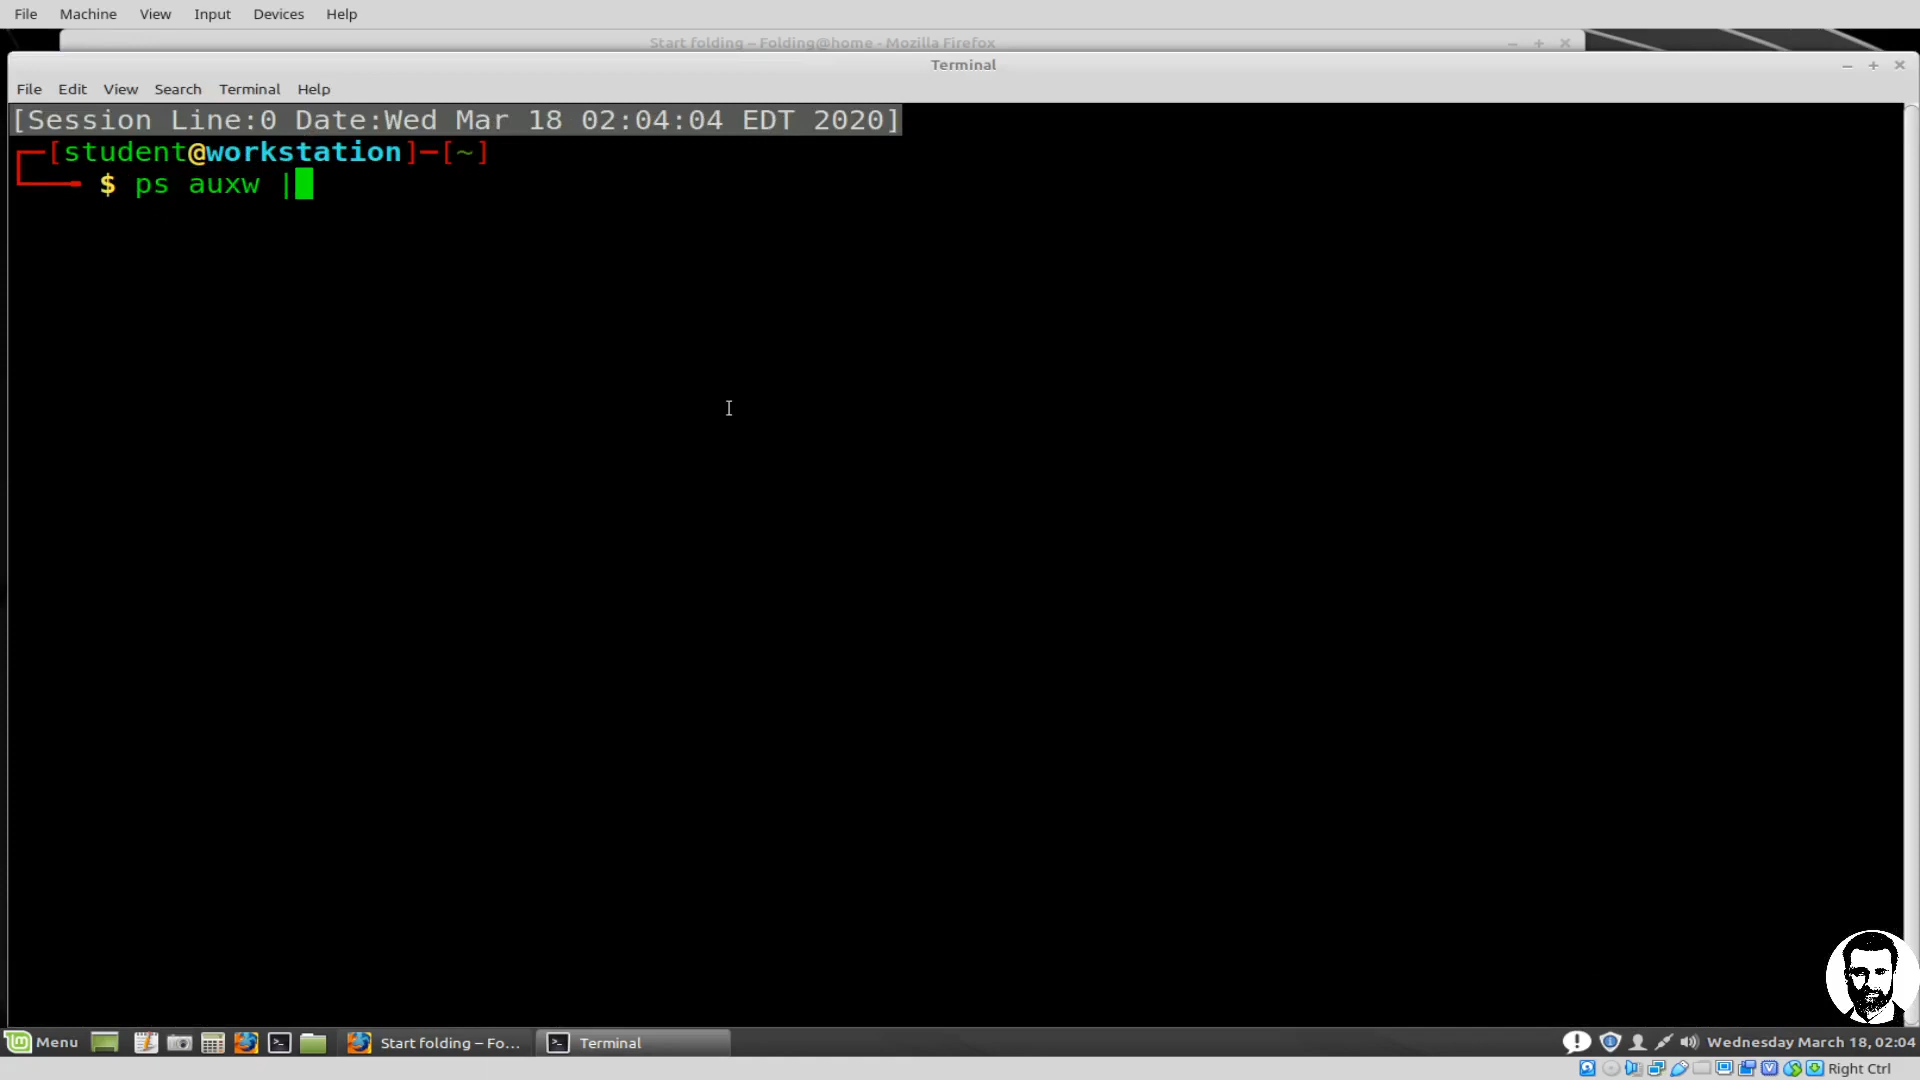 File Machine View Input Devices Help
Start folding – Folding@home - Mozilla Firefox
Terminal
File Edit View Search Terminal Help
[Session Line:0 Date:Wed Mar 18 02:04:04 EDT 2020]
[student@workstation]─[~]
$ ps auxw |
Menu Start folding – Fo... Terminal Wednesday March 18, 02:04
Right Ctrl